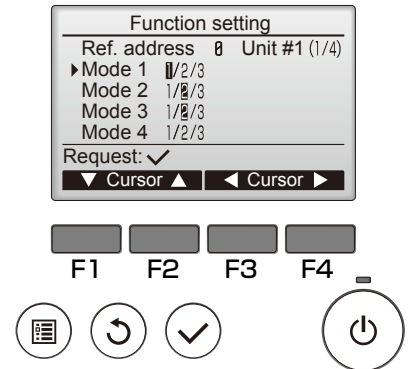 Function setting
Ref. address 0 Unit #1 (1/4)
▶Mode 1 1/2/3
Mode 2 1/2/3
Mode 3 1/2/3
Mode 4 1/2/3
Request: ✓
▼ Cursor ▲ ◀ Cursor ▶
F1 F2 F3 F4